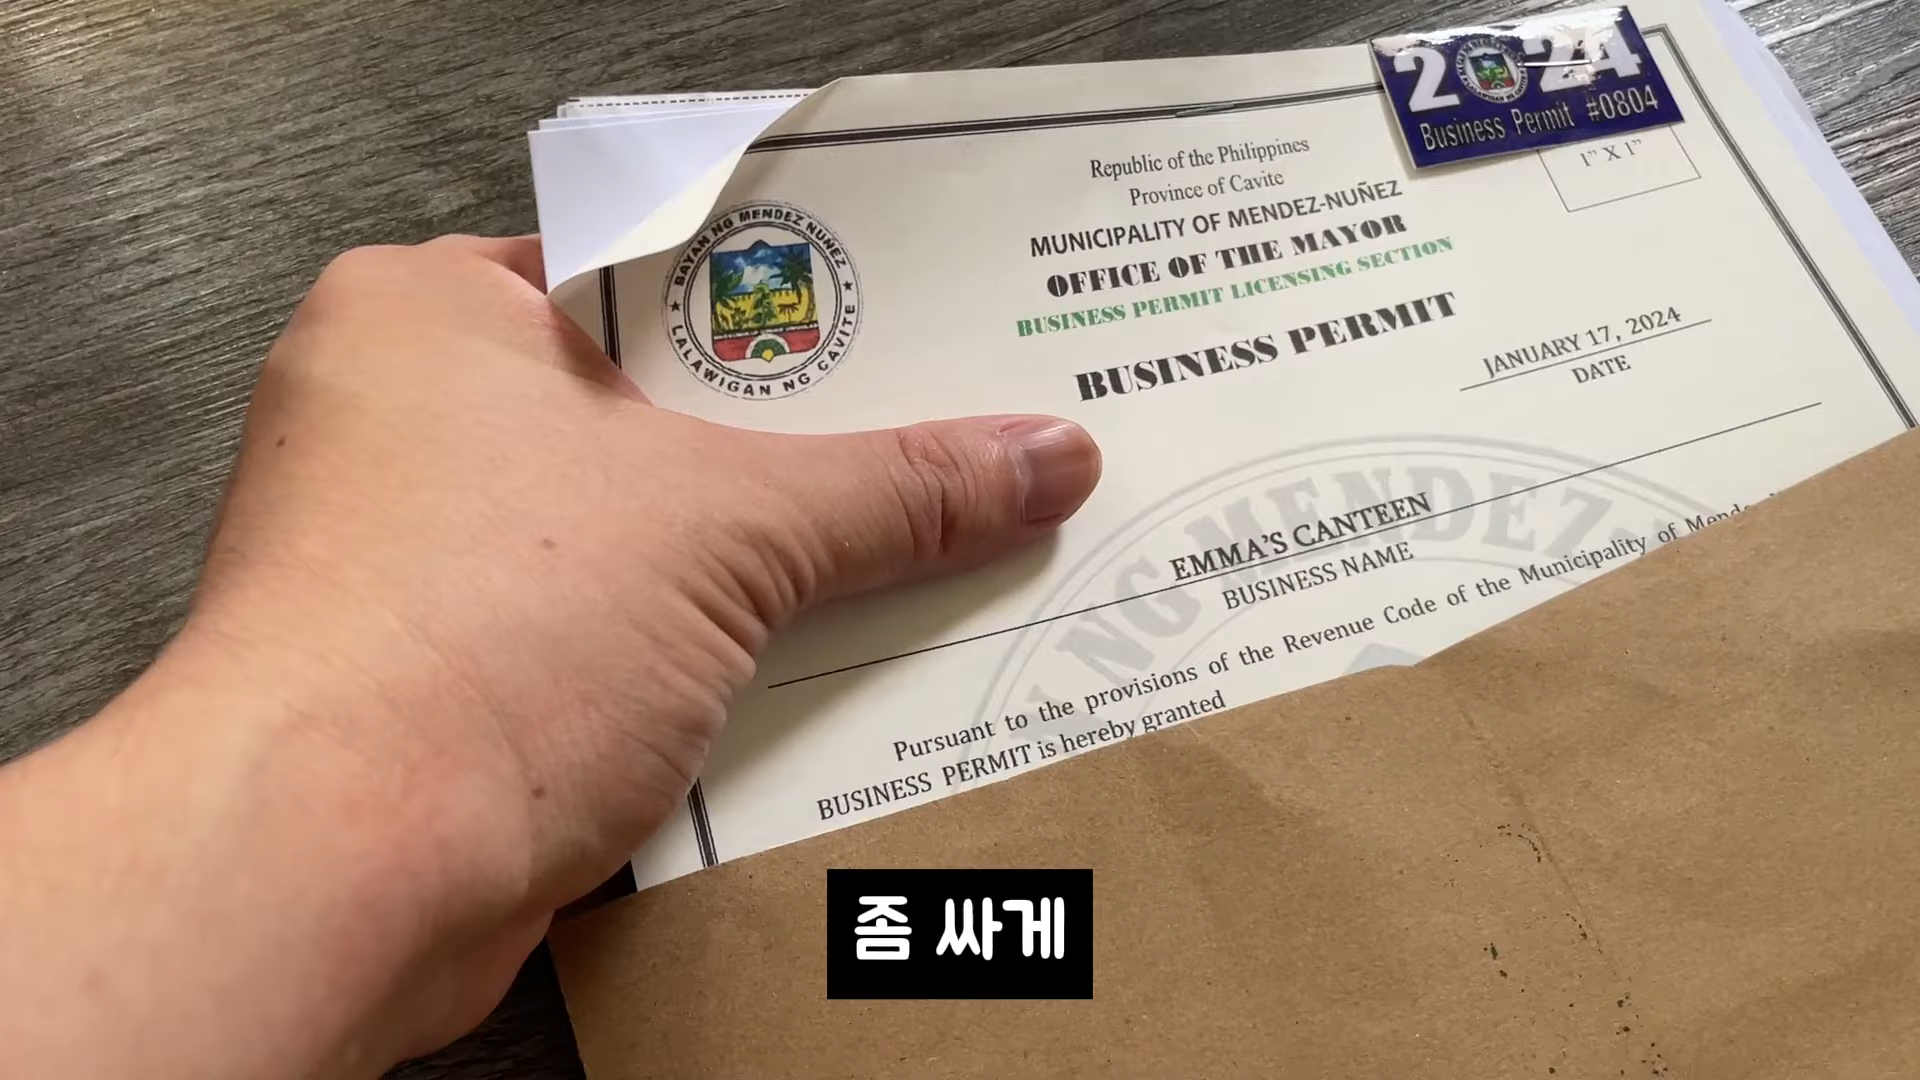 2024
Business Permit #0804
1" X 1"
Republic of the Philippines
Province of Cavite
MUNICIPALITY OF MENDEZ-NUÑEZ
OFFICE OF THE MAYOR
BUSINESS PERMIT LICENSING SECTION
BUSINESS PERMIT
BAYAN NG MENDEZ NUÑEZ
★ LALAWIGAN NG CAVITE ★
JANUARY 17, 2024
DATE
EMMA'S CANTEEN
BUSINESS NAME
NG MENDEZ
Pursuant to the provisions of the Revenue Code of the Municipality of
BUSINESS PERMIT is hereby granted
좀 싸게